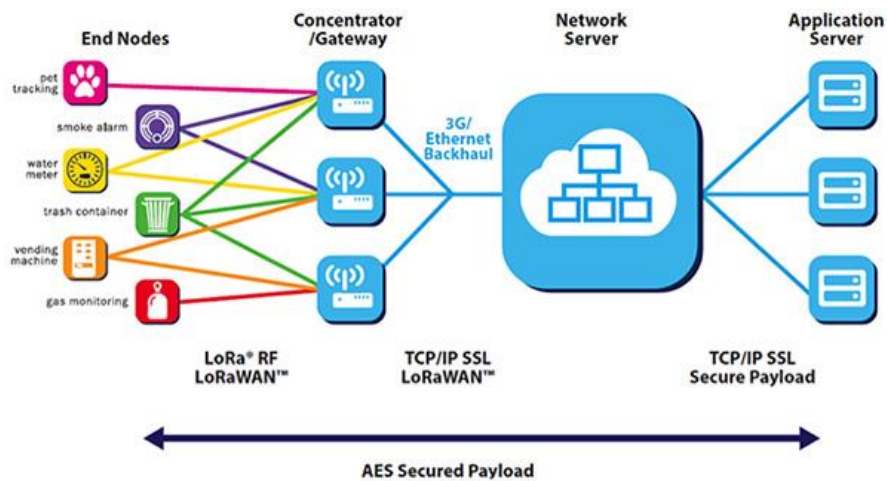 End Nodes
Concentrator
/Gateway
Network
Server
Application
Server
pet
tracking
smoke alarm
water
meter
trash container
vending
machine
gas monitoring
3G/
Ethernet
Backhaul
LoRa® RF
LoRaWAN™
TCP/IP SSL
LoRaWAN™
TCP/IP SSL
Secure Payload
AES Secured Payload